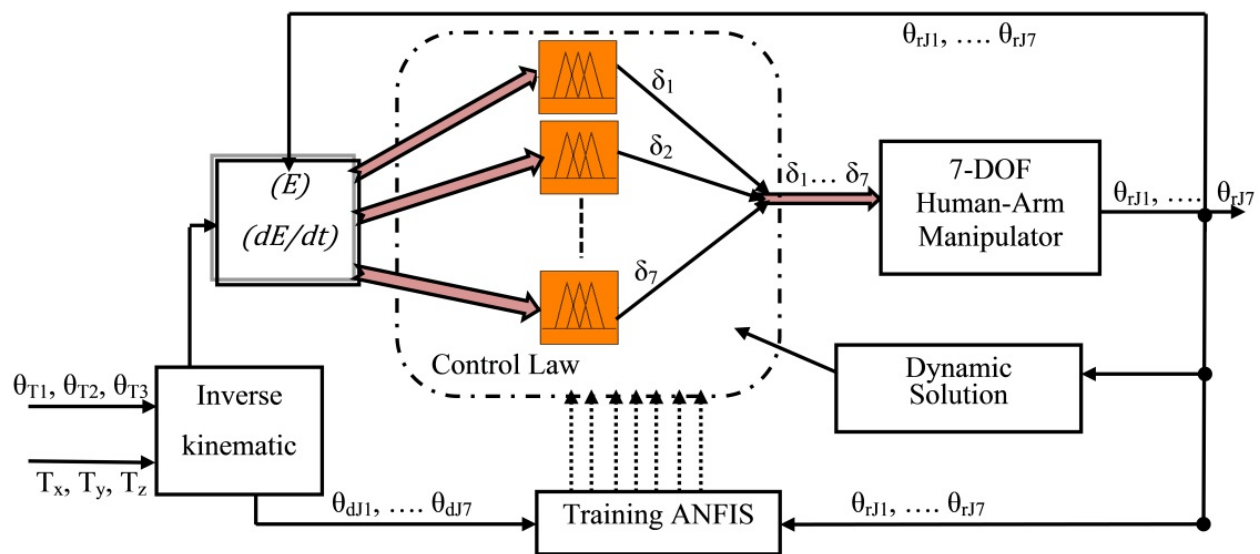 θrJ1, …. θrJ7
(E)
(dE/dt)
δ1
δ2
δ7
δ1… δ7
7-DOF
Human-Arm
Manipulator
θrJ1, …. θrJ7
Control Law
Dynamic
Solution
θT1, θT2, θT3
Tx, Ty, Tz
Inverse
kinematic
θdJ1, …. θdJ7
Training ANFIS
θrJ1, …. θrJ7